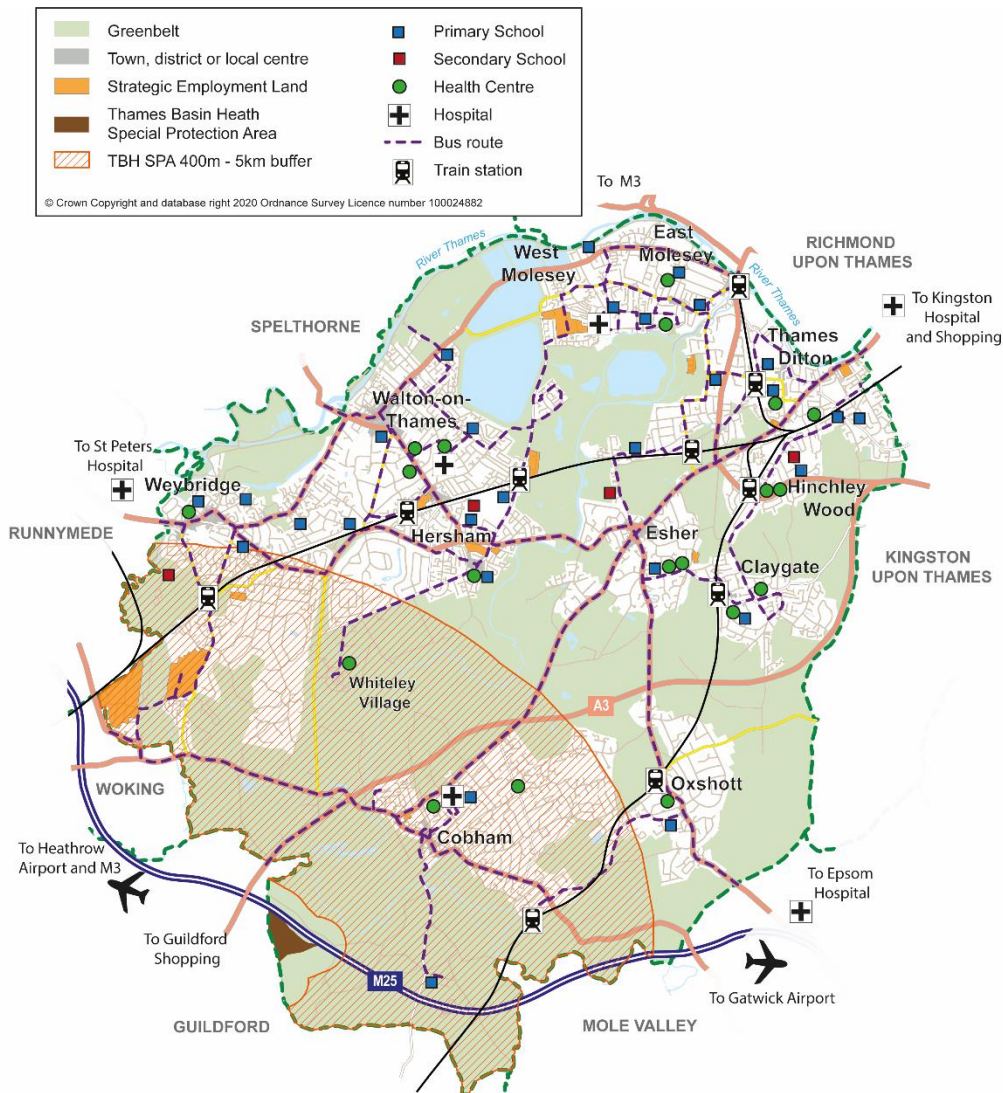 Greenbelt
Town, district or local centre
Strategic Employment Land
Thames Basin Heath
Special Protection Area
TBH SPA 400m - 5km buffer
Primary School
Secondary School
Health Centre
Hospital
Bus route
Train station
© Crown Copyright and database right 2020 Ordnance Survey Licence number 100024882
To M3
River Thames
West
Molesey
East
Molesey
RICHMOND
UPON THAMES
River Thames
To Kingston
Hospital
and Shopping
SPELTHORNE
Thames
Ditton
Walton-on-
Thames
To St Peters
Hospital
Weybridge
RUNNYMEDE
Hersham
Esher
Hinchley
Wood
Claygate
KINGSTON
UPON THAMES
Whiteley
Village
A3
WOKING
Oxshott
Cobham
To Heathrow
Airport and M3
To Epsom
Hospital
To Guildford
Shopping
M25
To Gatwick Airport
GUILDFORD
MOLE VALLEY